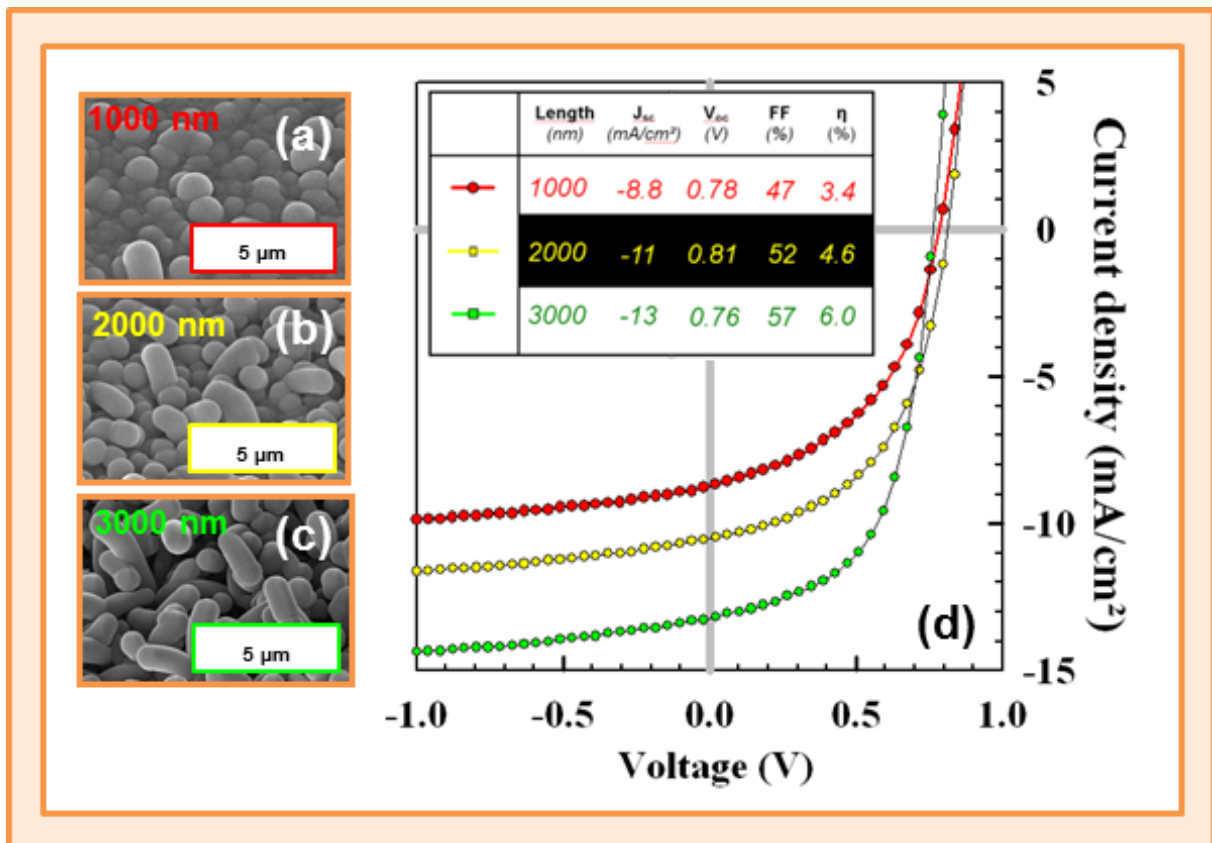 1000 nm
(a)
5 µm
2000 nm
(b)
5 µm
3000 nm
(c)
5 µm
Length Jsc Voc FF η
(nm) (mA/cm²) (V) (%) (%)
1000 -8.8 0.78 47 3.4
2000 -11 0.81 52 4.6
3000 -13 0.76 57 6.0
(d)
5
0
-5
-10
-15
Current density (mA/cm²)
-1.0 -0.5 0.0 0.5 1.0
Voltage (V)